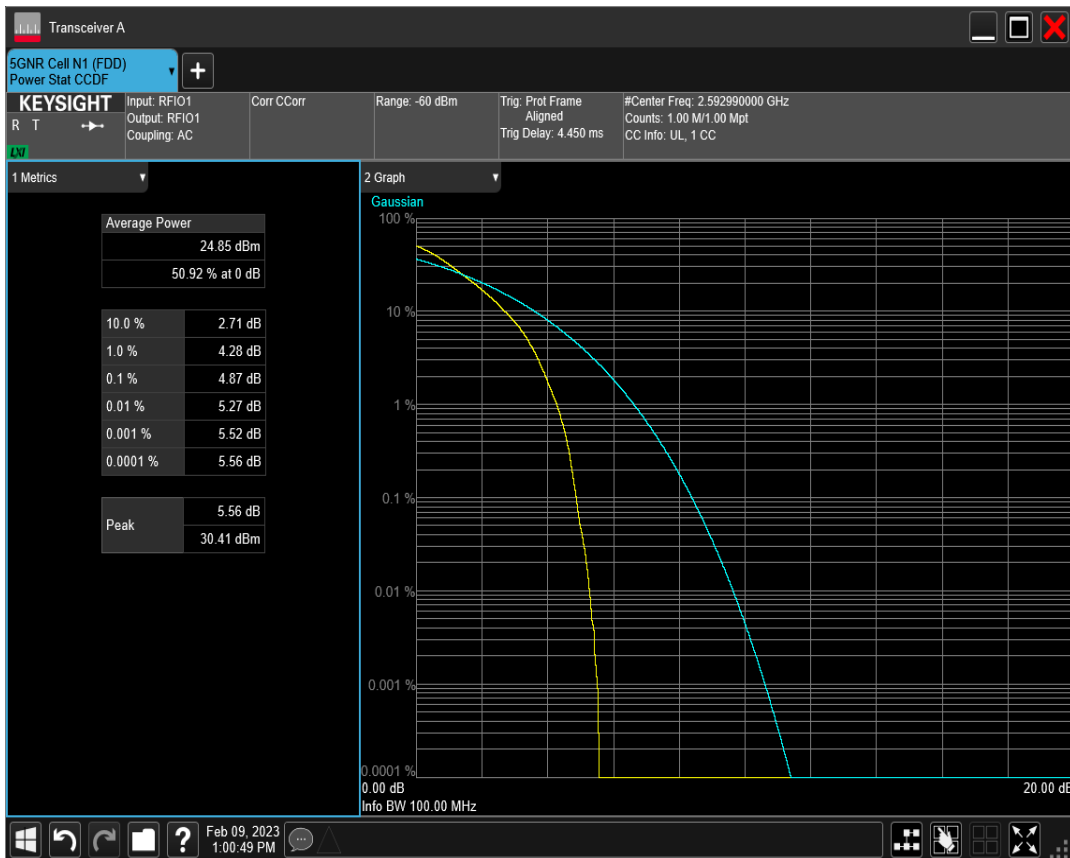 Transceiver A
5GNR Cell N1 (FDD)
Power Stat CCDF
+
KEYSIGHT
R T
LXI
Input: RFIO1
Output: RFIO1
Coupling: AC
Corr CCorr
Range: -60 dBm
Trig: Prot Frame
Aligned
Trig Delay: 4.450 ms
#Center Freq: 2.592990000 GHz
Counts: 1.00 M/1.00 Mpt
CC Info: UL, 1 CC
1 Metrics
Average Power
24.85 dBm
50.92 % at 0 dB
10.0 % 2.71 dB
1.0 % 4.28 dB
0.1 % 4.87 dB
0.01 % 5.27 dB
0.001 % 5.52 dB
0.0001 % 5.56 dB
Peak
5.56 dB
30.41 dBm
2 Graph
Gaussian
100 %
10 %
1 %
0.1 %
0.01 %
0.001 %
0.0001 %
0.00 dB 20.00 dB
Info BW 100.00 MHz
?
Feb 09, 2023
1:00:49 PM